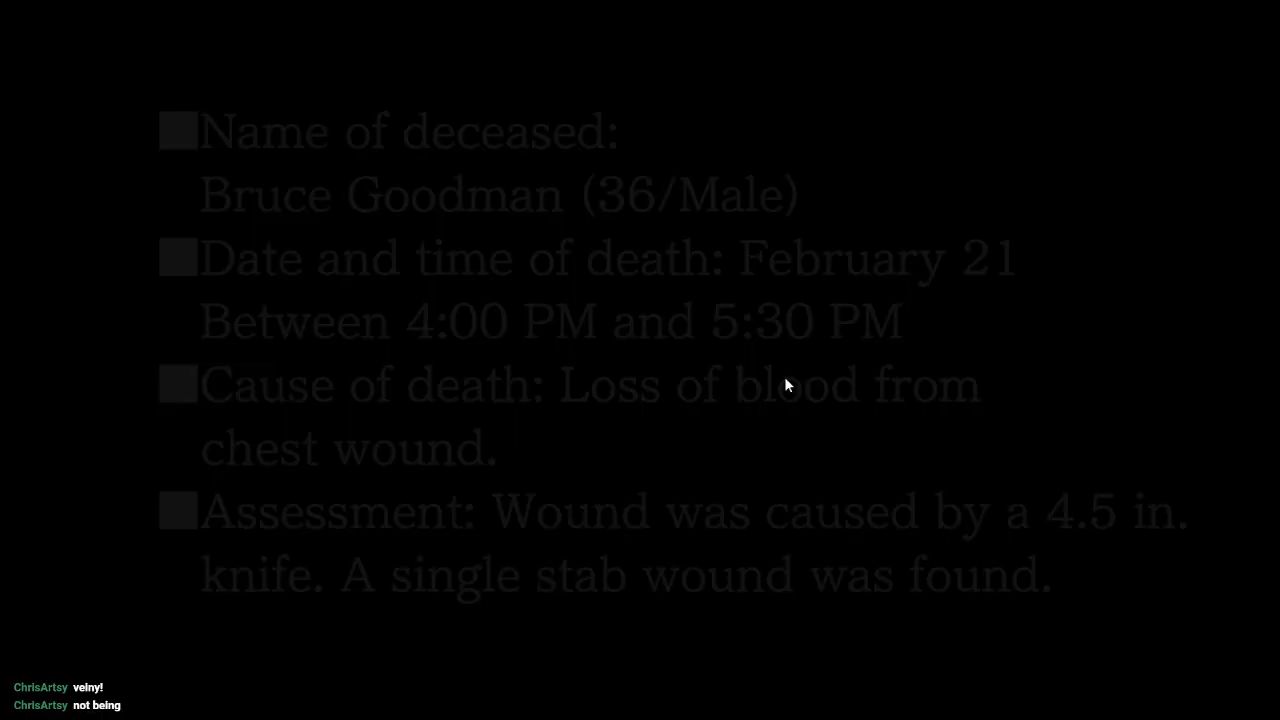 ■Name of deceased:
Bruce Goodman (36/Male)
■Date and time of death: February 21
Between 4:00 PM and 5:30 PM
■Cause of death: Loss of blood from
chest wound.
■Assessment: Wound was caused by a 4.5 in.
knife. A single stab wound was found.
ChrisArtsy veiny!
ChrisArtsy not being